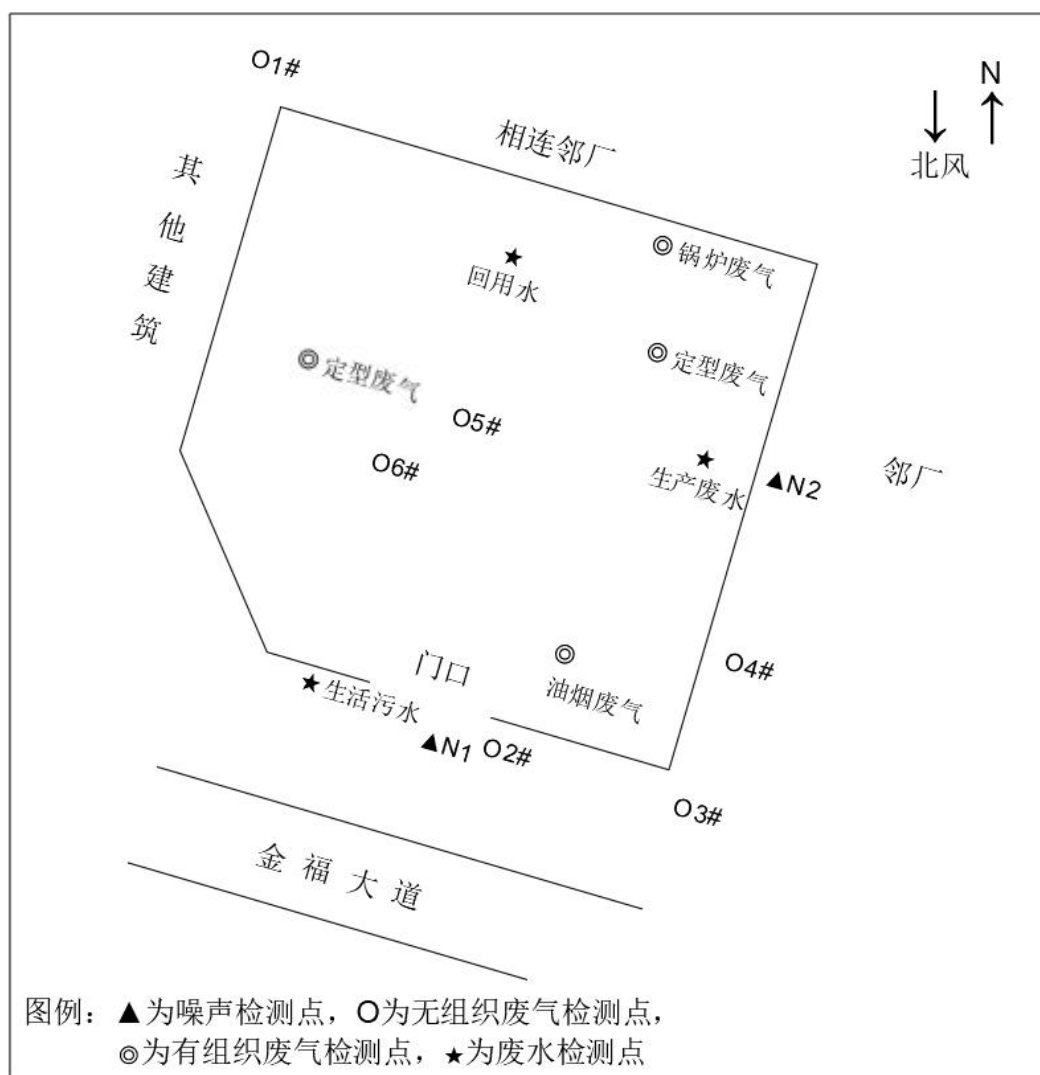 O1#
N
北风
相连邻厂
其他建筑
锅炉废气
回用水
定型废气
定型废气
O5#
O6#
生产废水
▲N2
邻厂
门口
O4#
油烟废气
★生活污水
▲N1
O2#
O3#
金福大道
图例：▲为噪声检测点，O为无组织废气检测点，
◎为有组织废气检测点，★为废水检测点